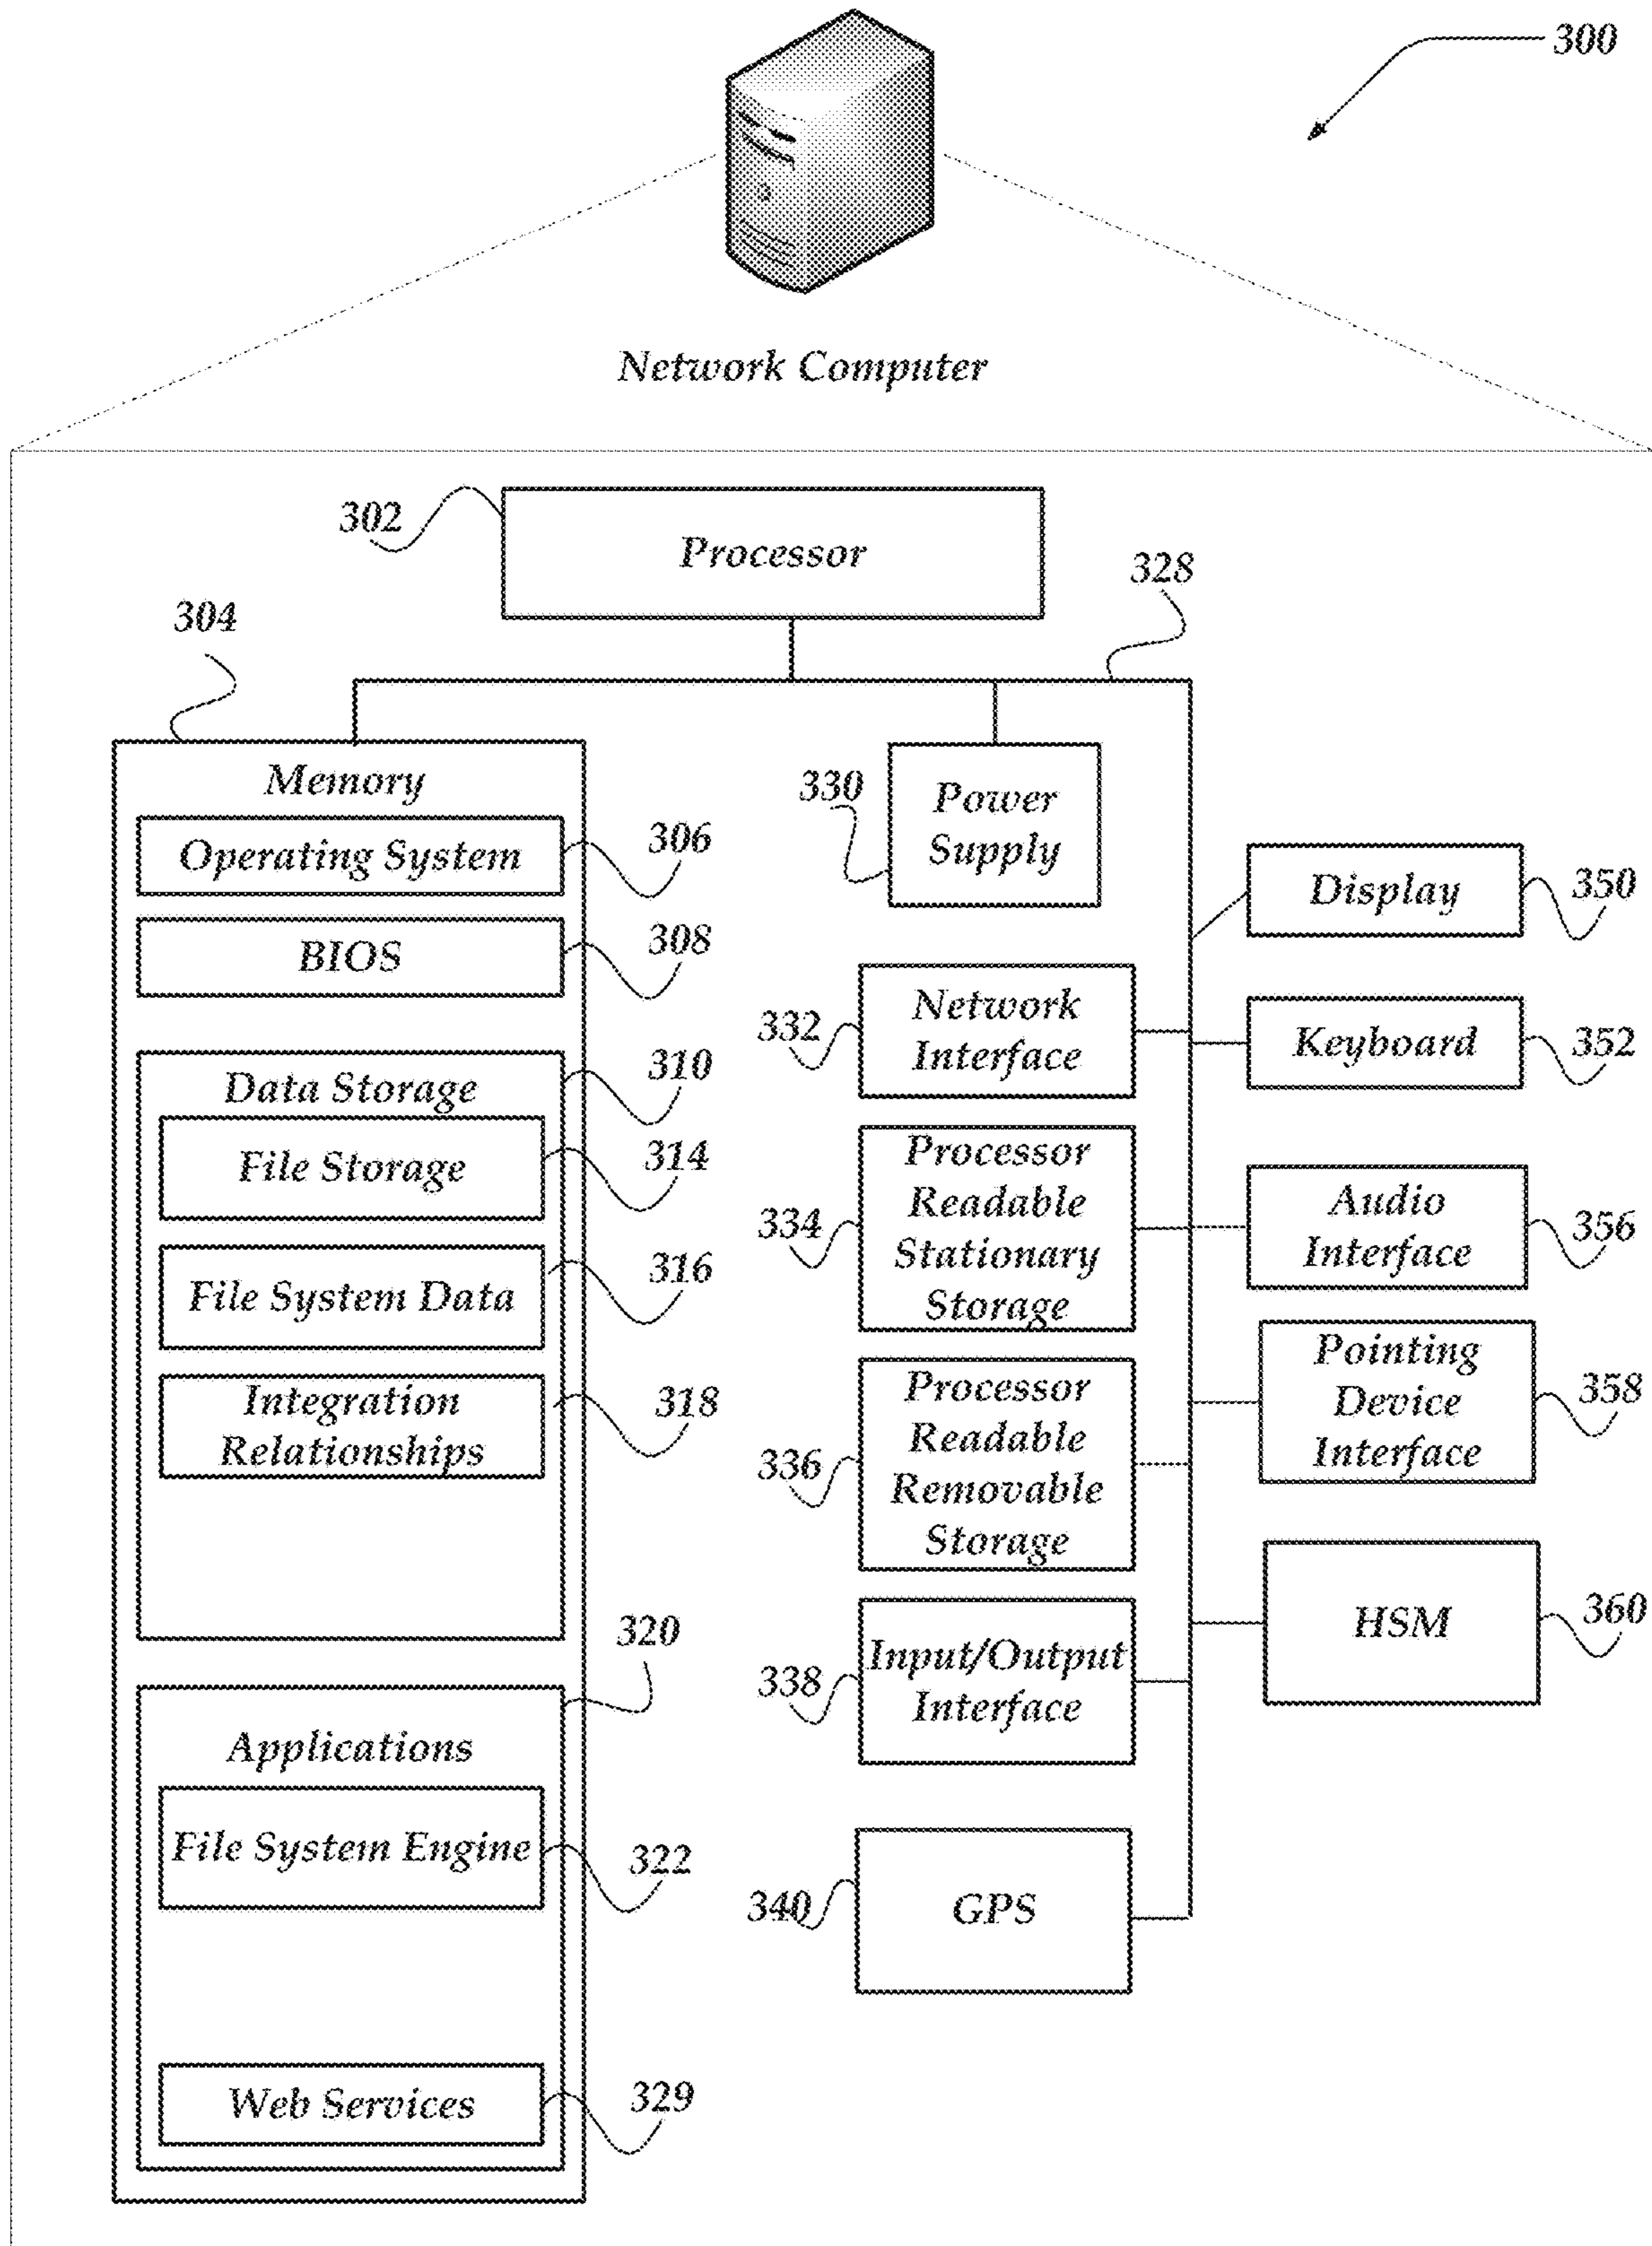 300
Network Computer
302
Processor
328
304
Memory
Operating System
306
BIOS
308
Data Storage
310
File Storage
314
File System Data
316
Integration
Relationships
318
320
Applications
File System Engine
322
Web Services
329
330
Power
Supply
332
Network
Interface
334
Processor
Readable
Stationary
Storage
336
Processor
Readable
Removable
Storage
338
Input/Output
Interface
340
GPS
Display
350
Keyboard
352
Audio
Interface
356
Pointing
Device
Interface
358
HSM
360